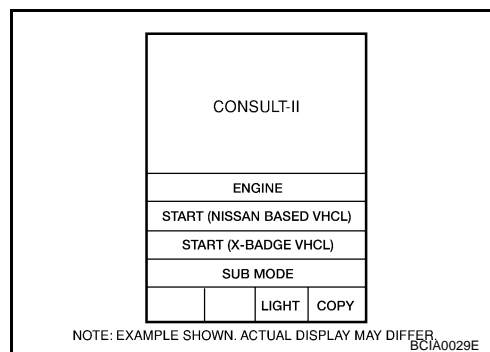 CONSULT-II
ENGINE
START (NISSAN BASED VHCL)
START (X-BADGE VHCL)
SUB MODE
LIGHT COPY
NOTE: EXAMPLE SHOWN. ACTUAL DISPLAY MAY DIFFER.
BCIA0029E